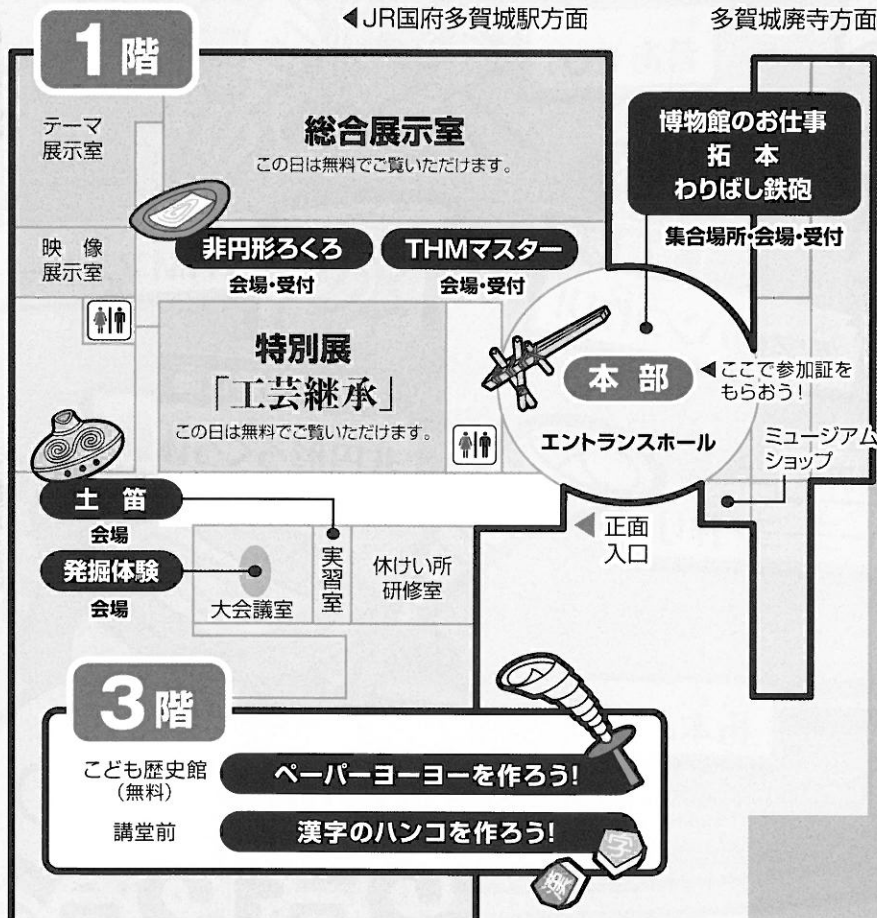 ◀JR国府多賀城駅方面
多賀城廃寺方面
1階
テーマ
展示室
総合展示室
この日は無料でご覧いただけます。
博物館のお仕事
拓本
わりばし鉄砲
集合場所・会場・受付
映像
展示室
非円形ろくろ
会場・受付
THMマスター
会場・受付
特別展
「工芸継承」
この日は無料でご覧いただけます。
本部
◀ここで参加証を
もらおう!
エントランスホール
ミュージアム
ショップ
土笛
会場
発掘体験
会場
大会議室
実習室
休けい所
研修室
◀正面
入口
3階
こども歴史館
(無料)
ペーパーヨーヨーを作ろう!
講堂前
漢字のハンコを作ろう!
字
漢